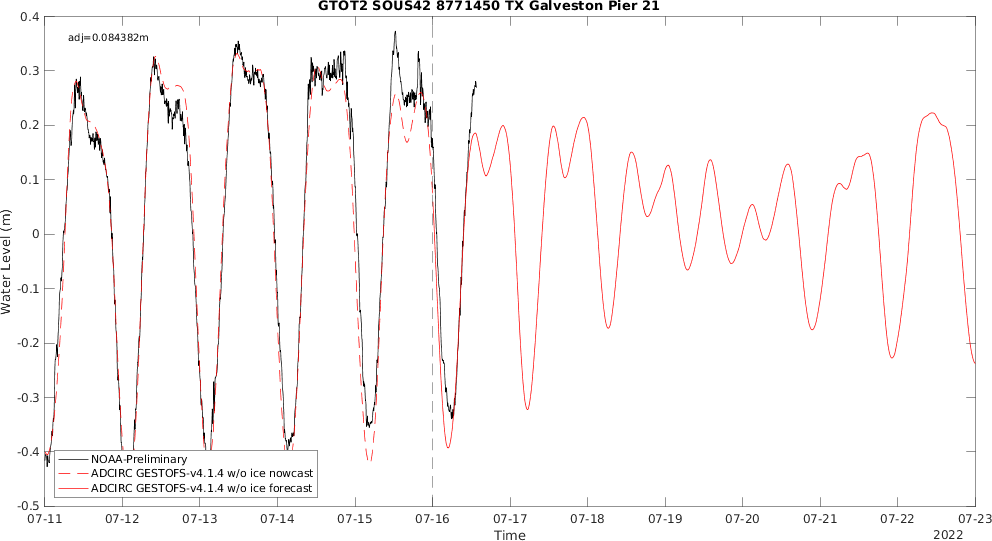 GTOT2 SOUS42 8771450 TX Galveston Pier 21
adj=0.084382m
0.4
0.3
0.2
0.1
0
-0.1
-0.2
-0.3
-0.4
-0.5
Water Level (m)
NOAA-Preliminary
ADCIRC GESTOFS-v4.1.4 w/o ice nowcast
ADCIRC GESTOFS-v4.1.4 w/o ice forecast
07-11 07-12 07-13 07-14 07-15 07-16 07-17 07-18 07-19 07-20 07-21 07-22 07-23
Time
2022